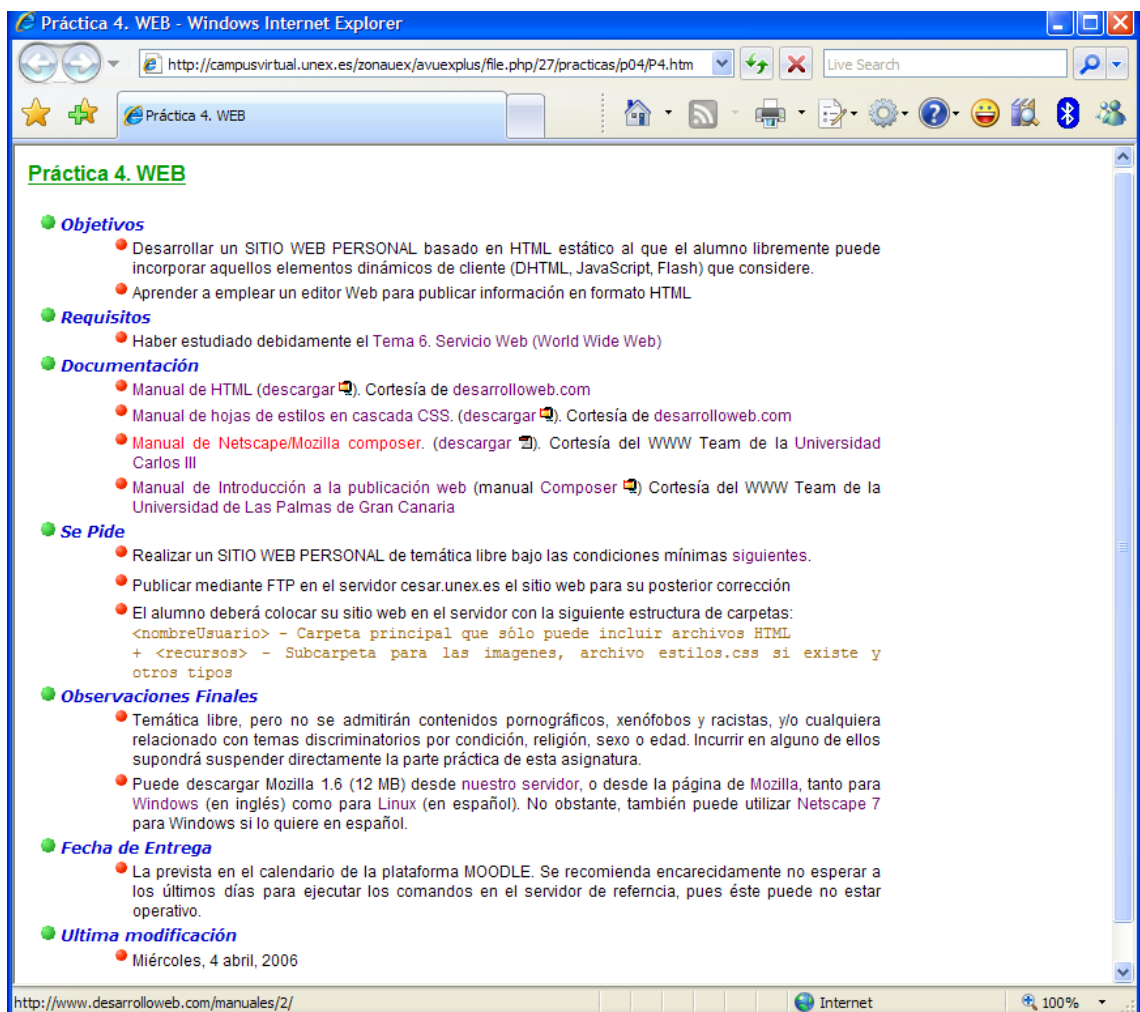 Práctica 4. WEB - Windows Internet Explorer
http://campusvirtual.unex.es/zonauex/avuexplus/file.php/27/practicas/p04/P4.htm
Live Search
Práctica 4. WEB
Práctica 4. WEB
Objetivos
Desarrollar un SITIO WEB PERSONAL basado en HTML estático al que el alumno libremente puede
incorporar aquellos elementos dinámicos de cliente (DHTML, JavaScript, Flash) que considere.
Aprender a emplear un editor Web para publicar información en formato HTML
Requisitos
Haber estudiado debidamente el Tema 6. Servicio Web (World Wide Web)
Documentación
Manual de HTML (descargar ). Cortesía de desarrolloweb.com
Manual de hojas de estilos en cascada CSS. (descargar ). Cortesía de desarrolloweb.com
Manual de Netscape/Mozilla composer. (descargar ). Cortesía del WWW Team de la Universidad
Carlos III
Manual de Introducción a la publicación web (manual Composer ) Cortesía del WWW Team de la
Universidad de Las Palmas de Gran Canaria
Se Pide
Realizar un SITIO WEB PERSONAL de temática libre bajo las condiciones mínimas siguientes.
Publicar mediante FTP en el servidor cesar.unex.es el sitio web para su posterior corrección
El alumno deberá colocar su sitio web en el servidor con la siguiente estructura de carpetas:
<nombreUsuario> - Carpeta principal que sólo puede incluir archivos HTML
+ <recursos> - Subcarpeta para las imagenes, archivo estilos.css si existe y
otros tipos
Observaciones Finales
Temática libre, pero no se admitirán contenidos pornográficos, xenófobos y racistas, y/o cualquiera
relacionado con temas discriminatorios por condición, religión, sexo o edad. Incurrir en alguno de ellos
supondrá suspender directamente la parte práctica de esta asignatura.
Puede descargar Mozilla 1.6 (12 MB) desde nuestro servidor, o desde la página de Mozilla, tanto para
Windows (en inglés) como para Linux (en español). No obstante, también puede utilizar Netscape 7
para Windows si lo quiere en español.
Fecha de Entrega
La prevista en el calendario de la plataforma MOODLE. Se recomienda encarecidamente no esperar a
los últimos días para ejecutar los comandos en el servidor de referncia, pues éste puede no estar
operativo.
Ultima modificación
Miércoles, 4 abril, 2006
http://www.desarrolloweb.com/manuales/2/
Internet
100%